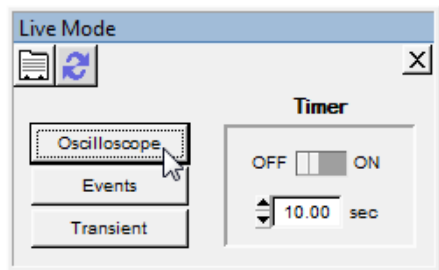 Live Mode
X
Timer
Oscilloscope
OFF ON
Events
10.00 sec
Transient